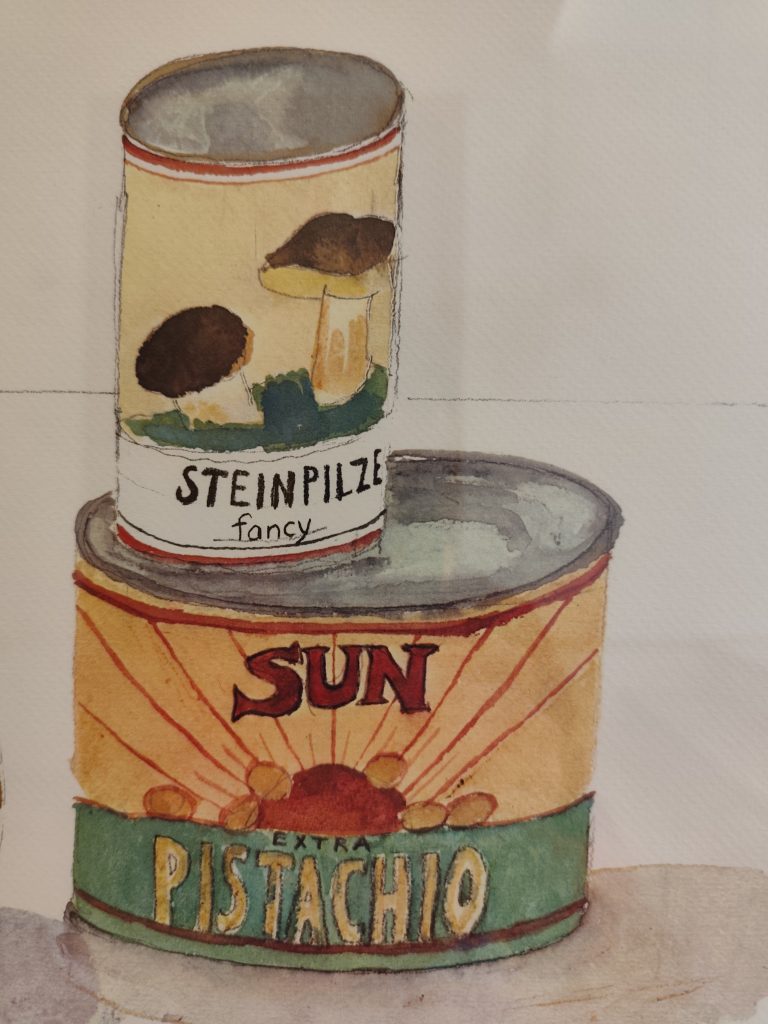 STEINPILZE
fancy
SUN
EXTRA
PISTACHIO